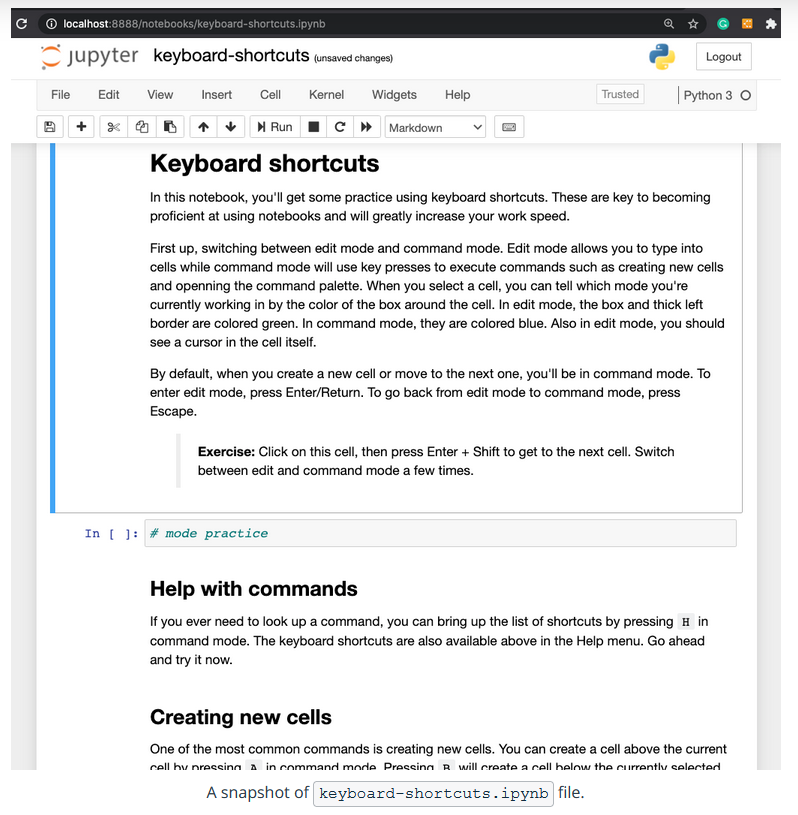 localhost:8888/notebooks/keyboard-shortcuts.ipynb
jupyter keyboard-shortcuts (unsaved changes)
Logout
File Edit View Insert Cell Kernel Widgets Help Trusted Python 3
Run Markdown
Keyboard shortcuts
In this notebook, you'll get some practice using keyboard shortcuts. These are key to becoming
proficient at using notebooks and will greatly increase your work speed.
First up, switching between edit mode and command mode. Edit mode allows you to type into
cells while command mode will use key presses to execute commands such as creating new cells
and openning the command palette. When you select a cell, you can tell which mode you're
currently working in by the color of the box around the cell. In edit mode, the box and thick left
border are colored green. In command mode, they are colored blue. Also in edit mode, you should
see a cursor in the cell itself.
By default, when you create a new cell or move to the next one, you'll be in command mode. To
enter edit mode, press Enter/Return. To go back from edit mode to command mode, press
Escape.
Exercise: Click on this cell, then press Enter + Shift to get to the next cell. Switch
between edit and command mode a few times.
In [ ]: # mode practice
Help with commands
If you ever need to look up a command, you can bring up the list of shortcuts by pressing H in
command mode. The keyboard shortcuts are also available above in the Help menu. Go ahead
and try it now.
Creating new cells
One of the most common commands is creating new cells. You can create a cell above the current
cell by pressing A in command mode. Pressing B will create a cell below the currently selected
A snapshot of keyboard-shortcuts.ipynb file.